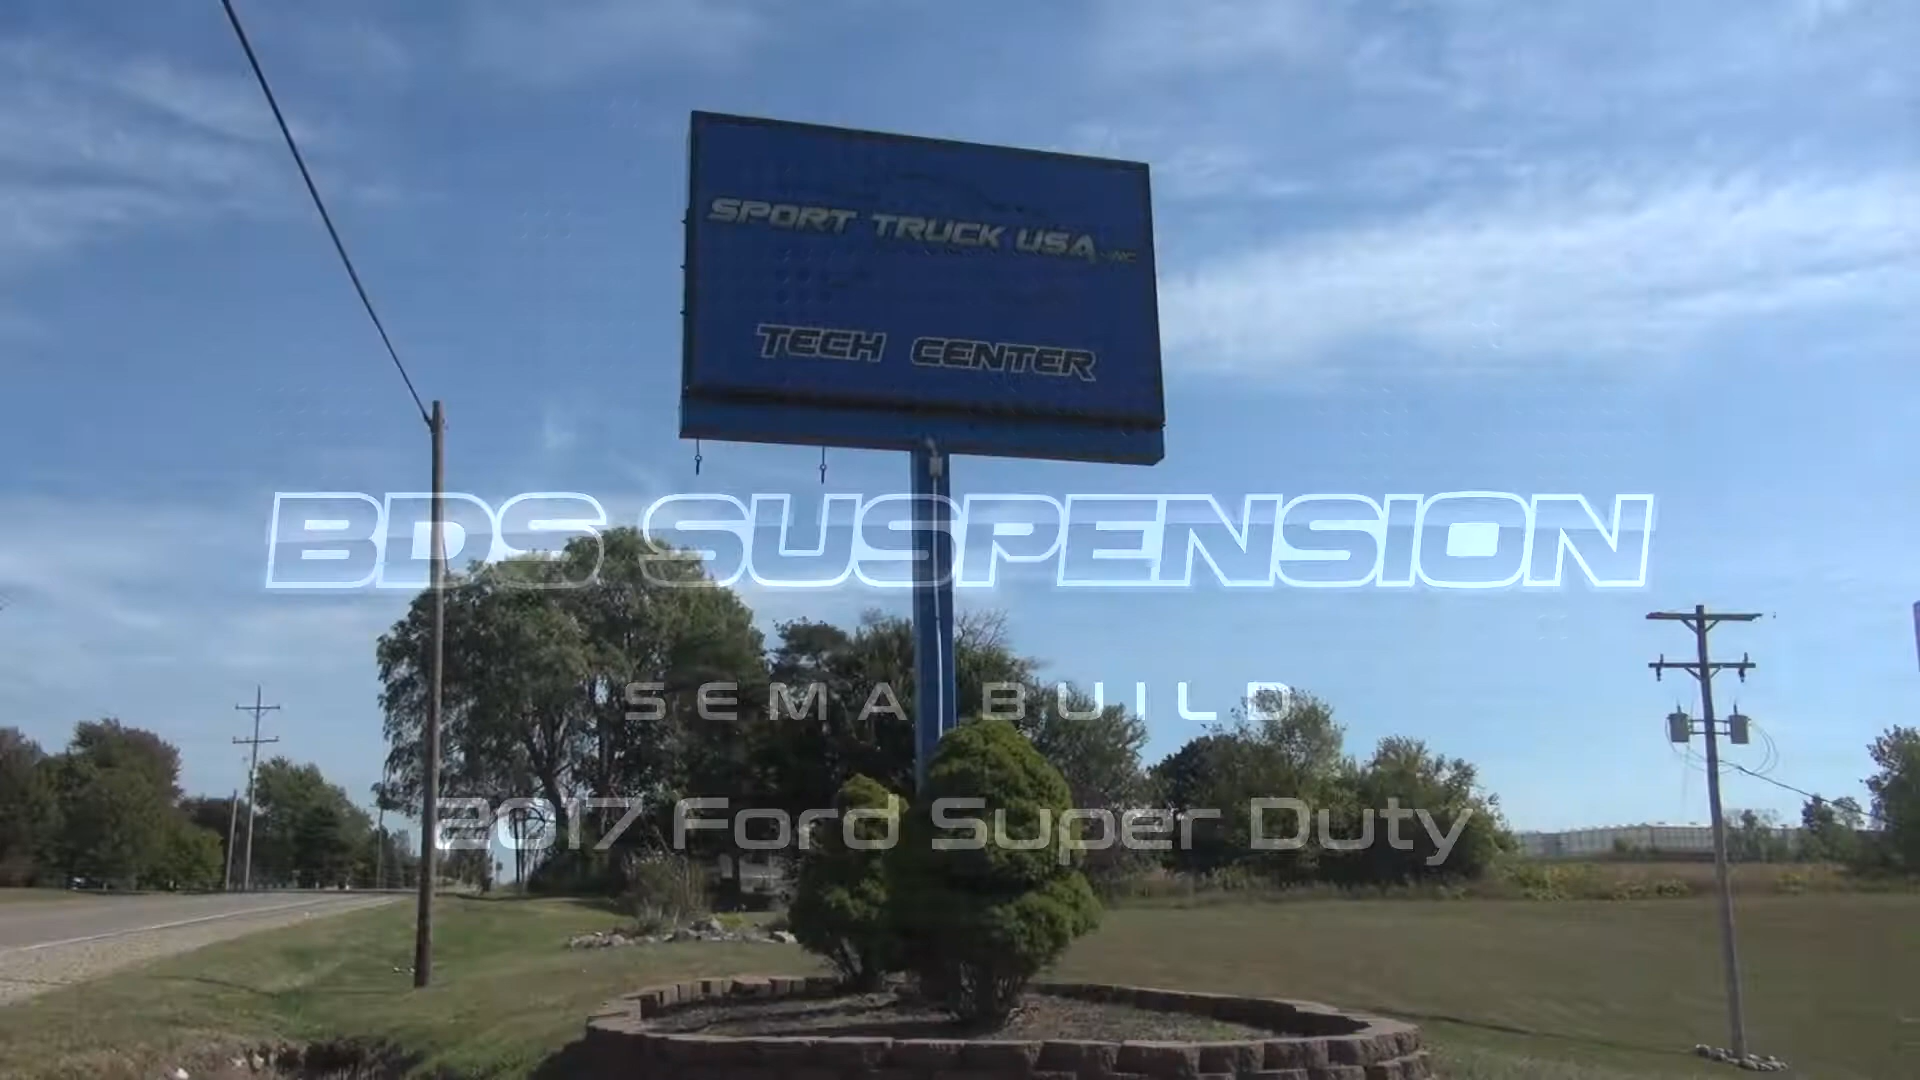 SPORT TRUCK USA, INC
TECH CENTER
BDS SUSPENSION
SEMA BUILD
2017 Ford Super Duty